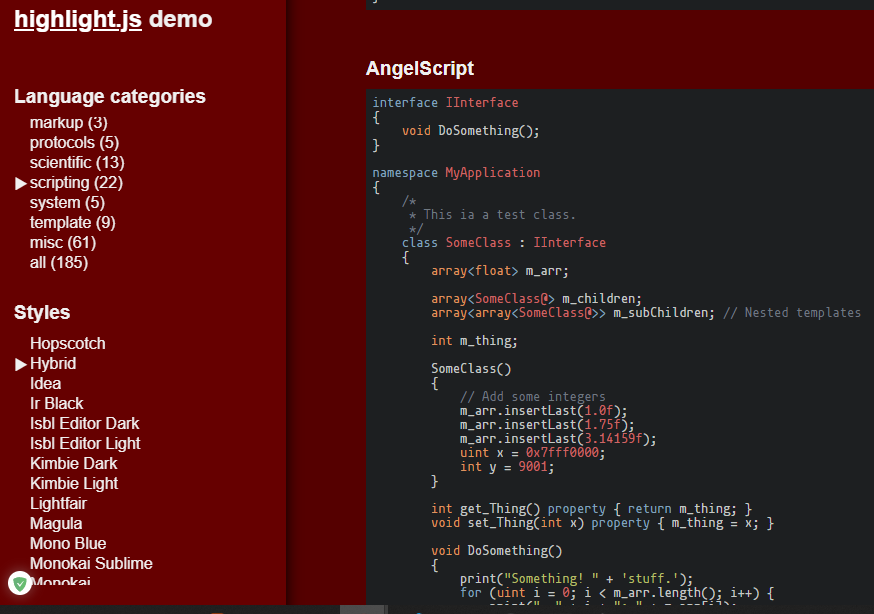 highlight.js demo
Language categories
markup (3)
protocols (5)
scientific (13)
▶scripting (22)
system (5)
template (9)
misc (61)
all (185)
Styles
Hopscotch
▶Hybrid
Idea
Ir Black
Isbl Editor Dark
Isbl Editor Light
Kimbie Dark
Kimbie Light
Lightfair
Magula
Mono Blue
Monokai Sublime
Monokai
}
AngelScript
interface IInterface
{
    void DoSomething();
}
namespace MyApplication
{
    /*
     * This ia a test class.
     */
    class SomeClass : IInterface
    {
        array<float> m_arr;
        array<SomeClass@> m_children;
        array<array<SomeClass@>> m_subChildren; // Nested templates
        int m_thing;
        SomeClass()
        {
            // Add some integers
            m_arr.insertLast(1.0f);
            m_arr.insertLast(1.75f);
            m_arr.insertLast(3.14159f);
            uint x = 0x7fff0000;
            int y = 9001;
        }
        int get_Thing() property { return m_thing; }
        void set_Thing(int x) property { m_thing = x; }
        void DoSomething()
        {
            print("Something! " + 'stuff.');
            for (uint i = 0; i < m_arr.length(); i++) {